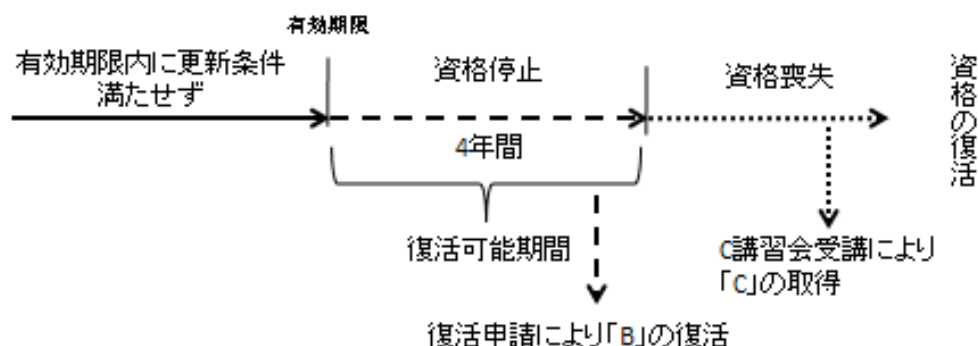 有効期限
有効期限内に更新条件
満たせず
資格停止
資格喪失
資格の復活
4年間
復活可能期間
C講習会受講により
「C」の取得
復活申請により「B」の復活